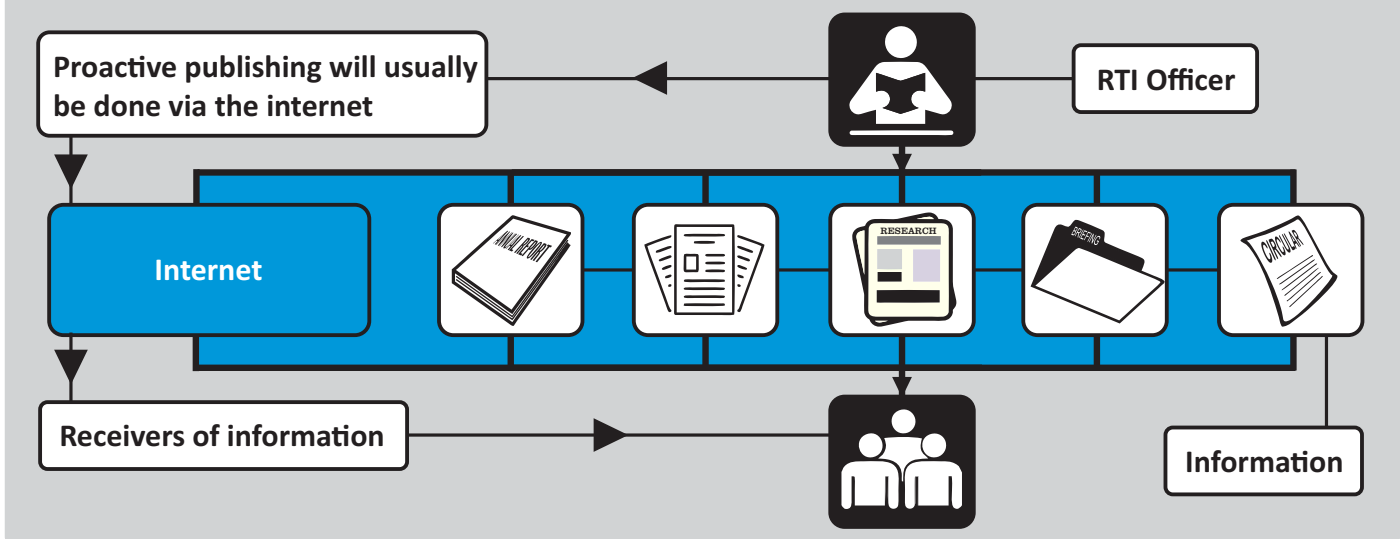 Proactive publishing will usually
be done via the internet
RTI Officer
Internet
ANNAL REPORT
RESEARCH
BRIEFING
CIRCULAR
Receivers of information
Information